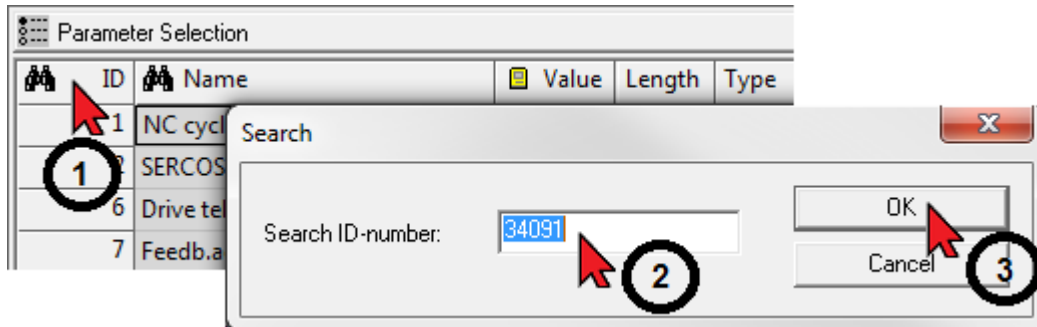 Parameter Selection
ID Name Value Length Type
1 NC cycl
2 SERCOS
6 Drive tel
7 Feedb.a
Search
Search ID-number: 34091
OK
Cancel
1
2
3